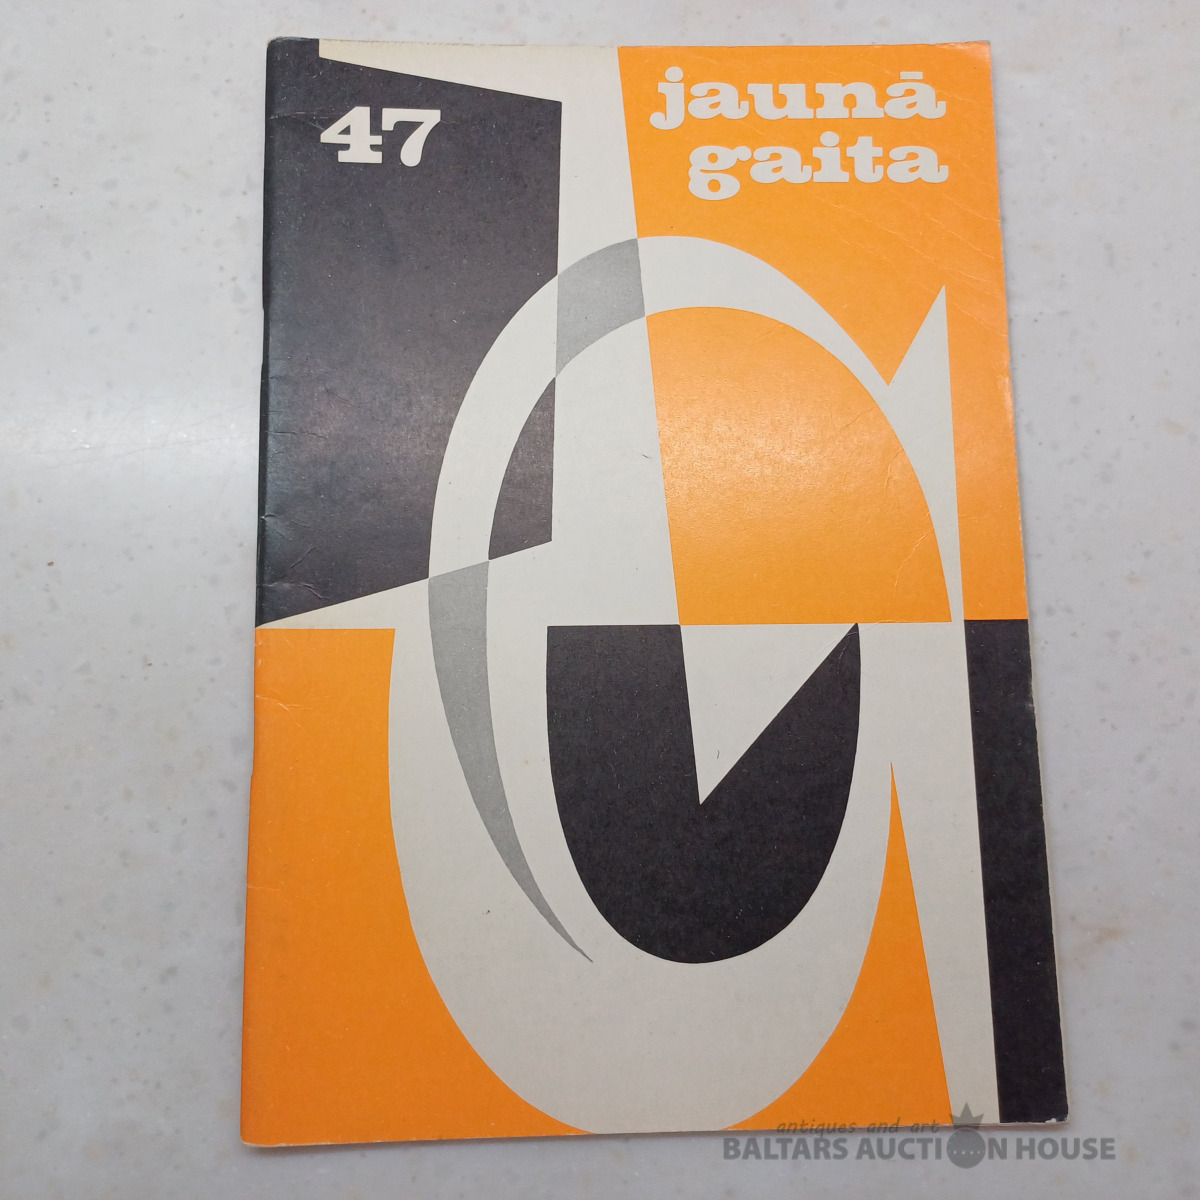 47
jaunā
gaita
antiques and art
BALTARS AUCTION HOUSE